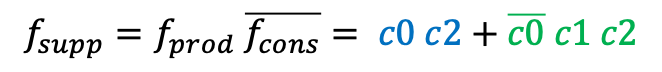 f_supp = f_prod \overline{f_cons} = c0 c2 + \overline{c0} c1 c2